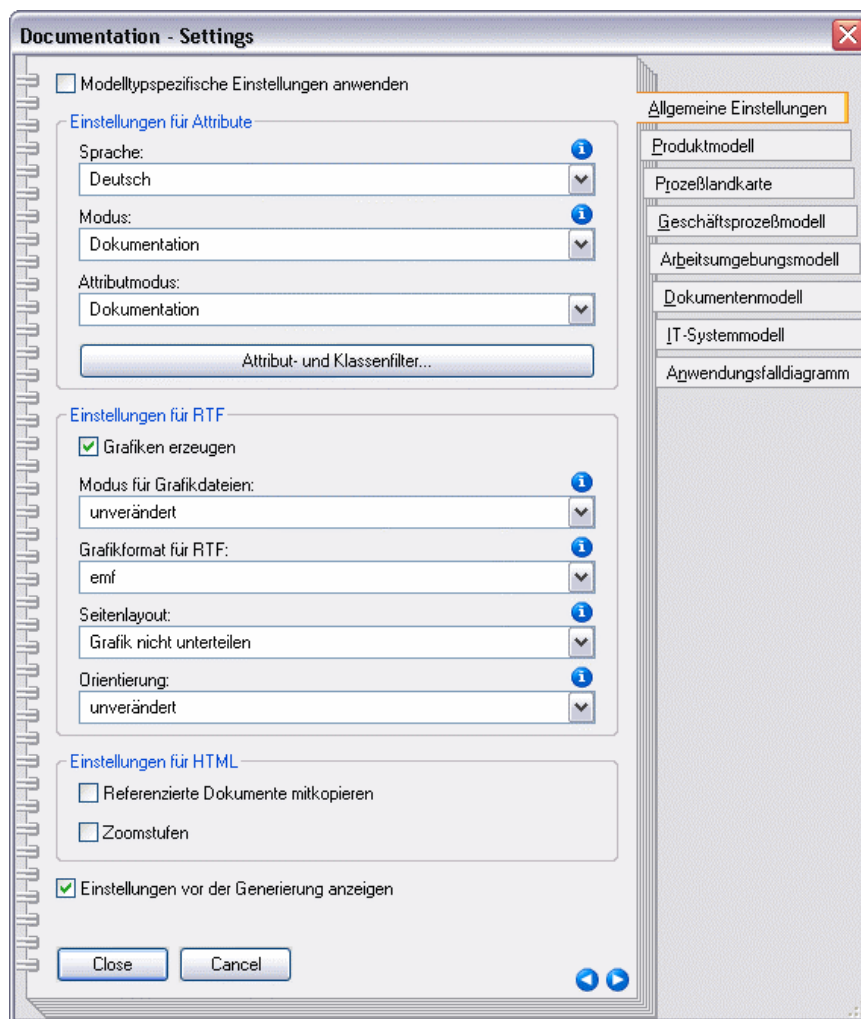 Documentation - Settings
Modelltypspezifische Einstellungen anwenden
Einstellungen für Attribute
Sprache:
Deutsch
Modus:
Dokumentation
Attributmodus:
Dokumentation
Attribut- und Klassenfilter...
Einstellungen für RTF
Grafiken erzeugen
Modus für Grafikdateien:
unverändert
Grafikformat für RTF:
emf
Seitenlayout:
Grafik nicht unterteilen
Orientierung:
unverändert
Einstellungen für HTML
Referenzierte Dokumente mitkopieren
Zoomstufen
Einstellungen vor der Generierung anzeigen
Close
Cancel
Allgemeine Einstellungen
Produktmodell
Prozeßlandkarte
Geschäftsprozeßmodell
Arbeitsumgebungsmodell
Dokumentenmodell
IT-Systemmodell
Anwendungsfalldiagramm